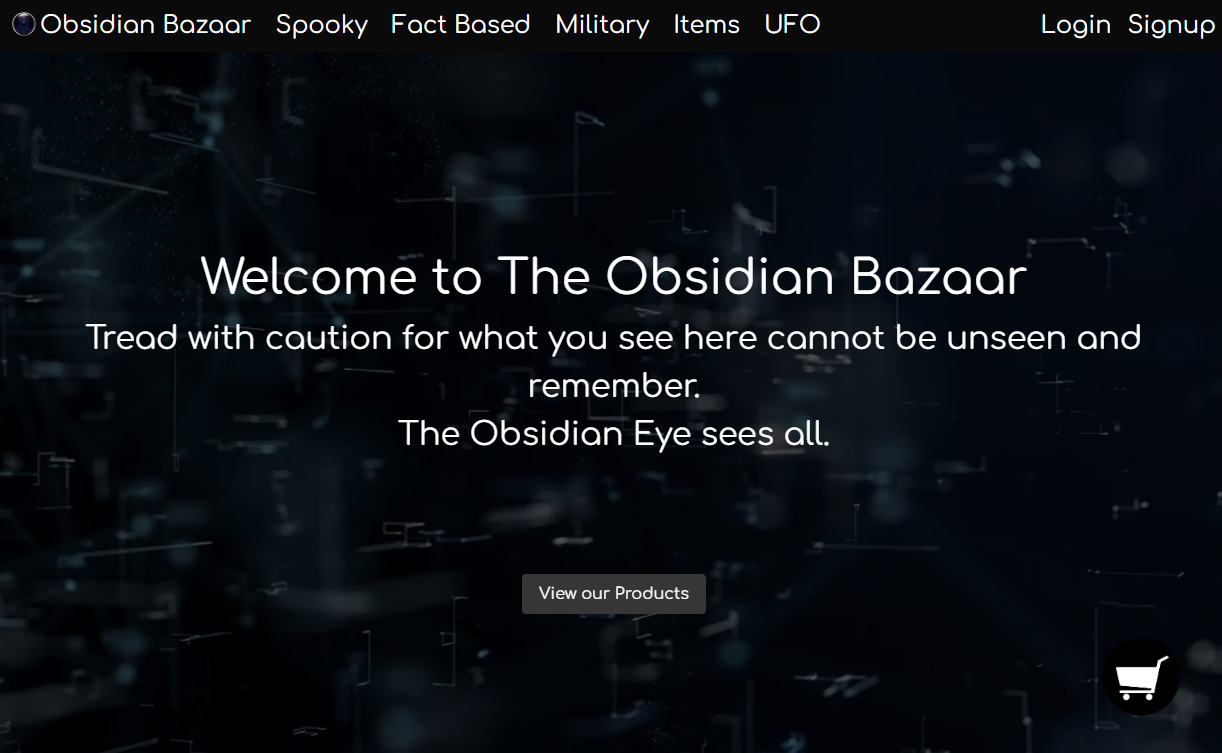 Obsidian Bazaar Spooky Fact Based Military Items UFO Login Signup
Welcome to The Obsidian Bazaar
Tread with caution for what you see here cannot be unseen and
remember.
The Obsidian Eye sees all.
View our Products